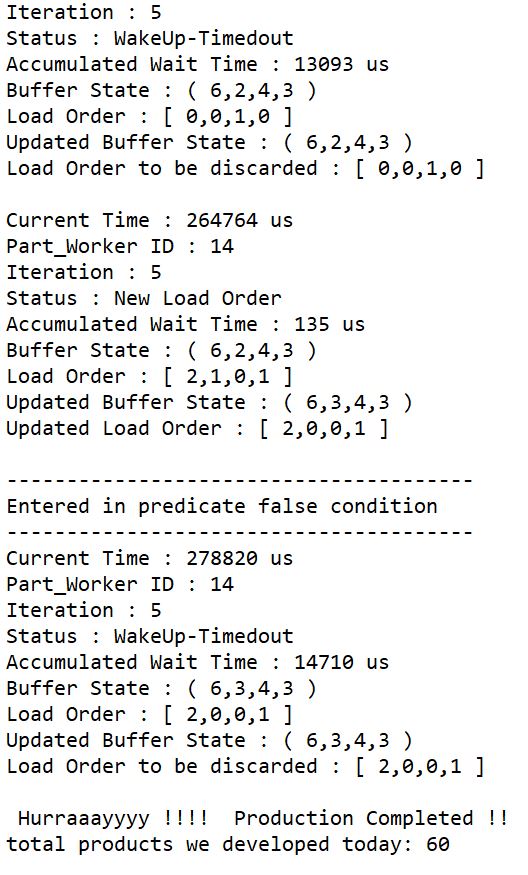 Iteration : 5
Status : WakeUp-Timedout
Accumulated Wait Time : 13093 us
Buffer State : ( 6,2,4,3 )
Load Order : [ 0,0,1,0 ]
Updated Buffer State : ( 6,2,4,3 )
Load Order to be discarded : [ 0,0,1,0 ]

Current Time : 264764 us
Part_Worker ID : 14
Iteration : 5
Status : New Load Order
Accumulated Wait Time : 135 us
Buffer State : ( 6,2,4,3 )
Load Order : [ 2,1,0,1 ]
Updated Buffer State : ( 6,3,4,3 )
Updated Load Order : [ 2,0,0,1 ]

---------------------------------------
Entered in predicate false condition
---------------------------------------
Current Time : 278820 us
Part_Worker ID : 14
Iteration : 5
Status : WakeUp-Timedout
Accumulated Wait Time : 14710 us
Buffer State : ( 6,3,4,3 )
Load Order : [ 2,0,0,1 ]
Updated Buffer State : ( 6,3,4,3 )
Load Order to be discarded : [ 2,0,0,1 ]

 Hurraaayyyy !!!!  Production Completed !!
total products we developed today: 60